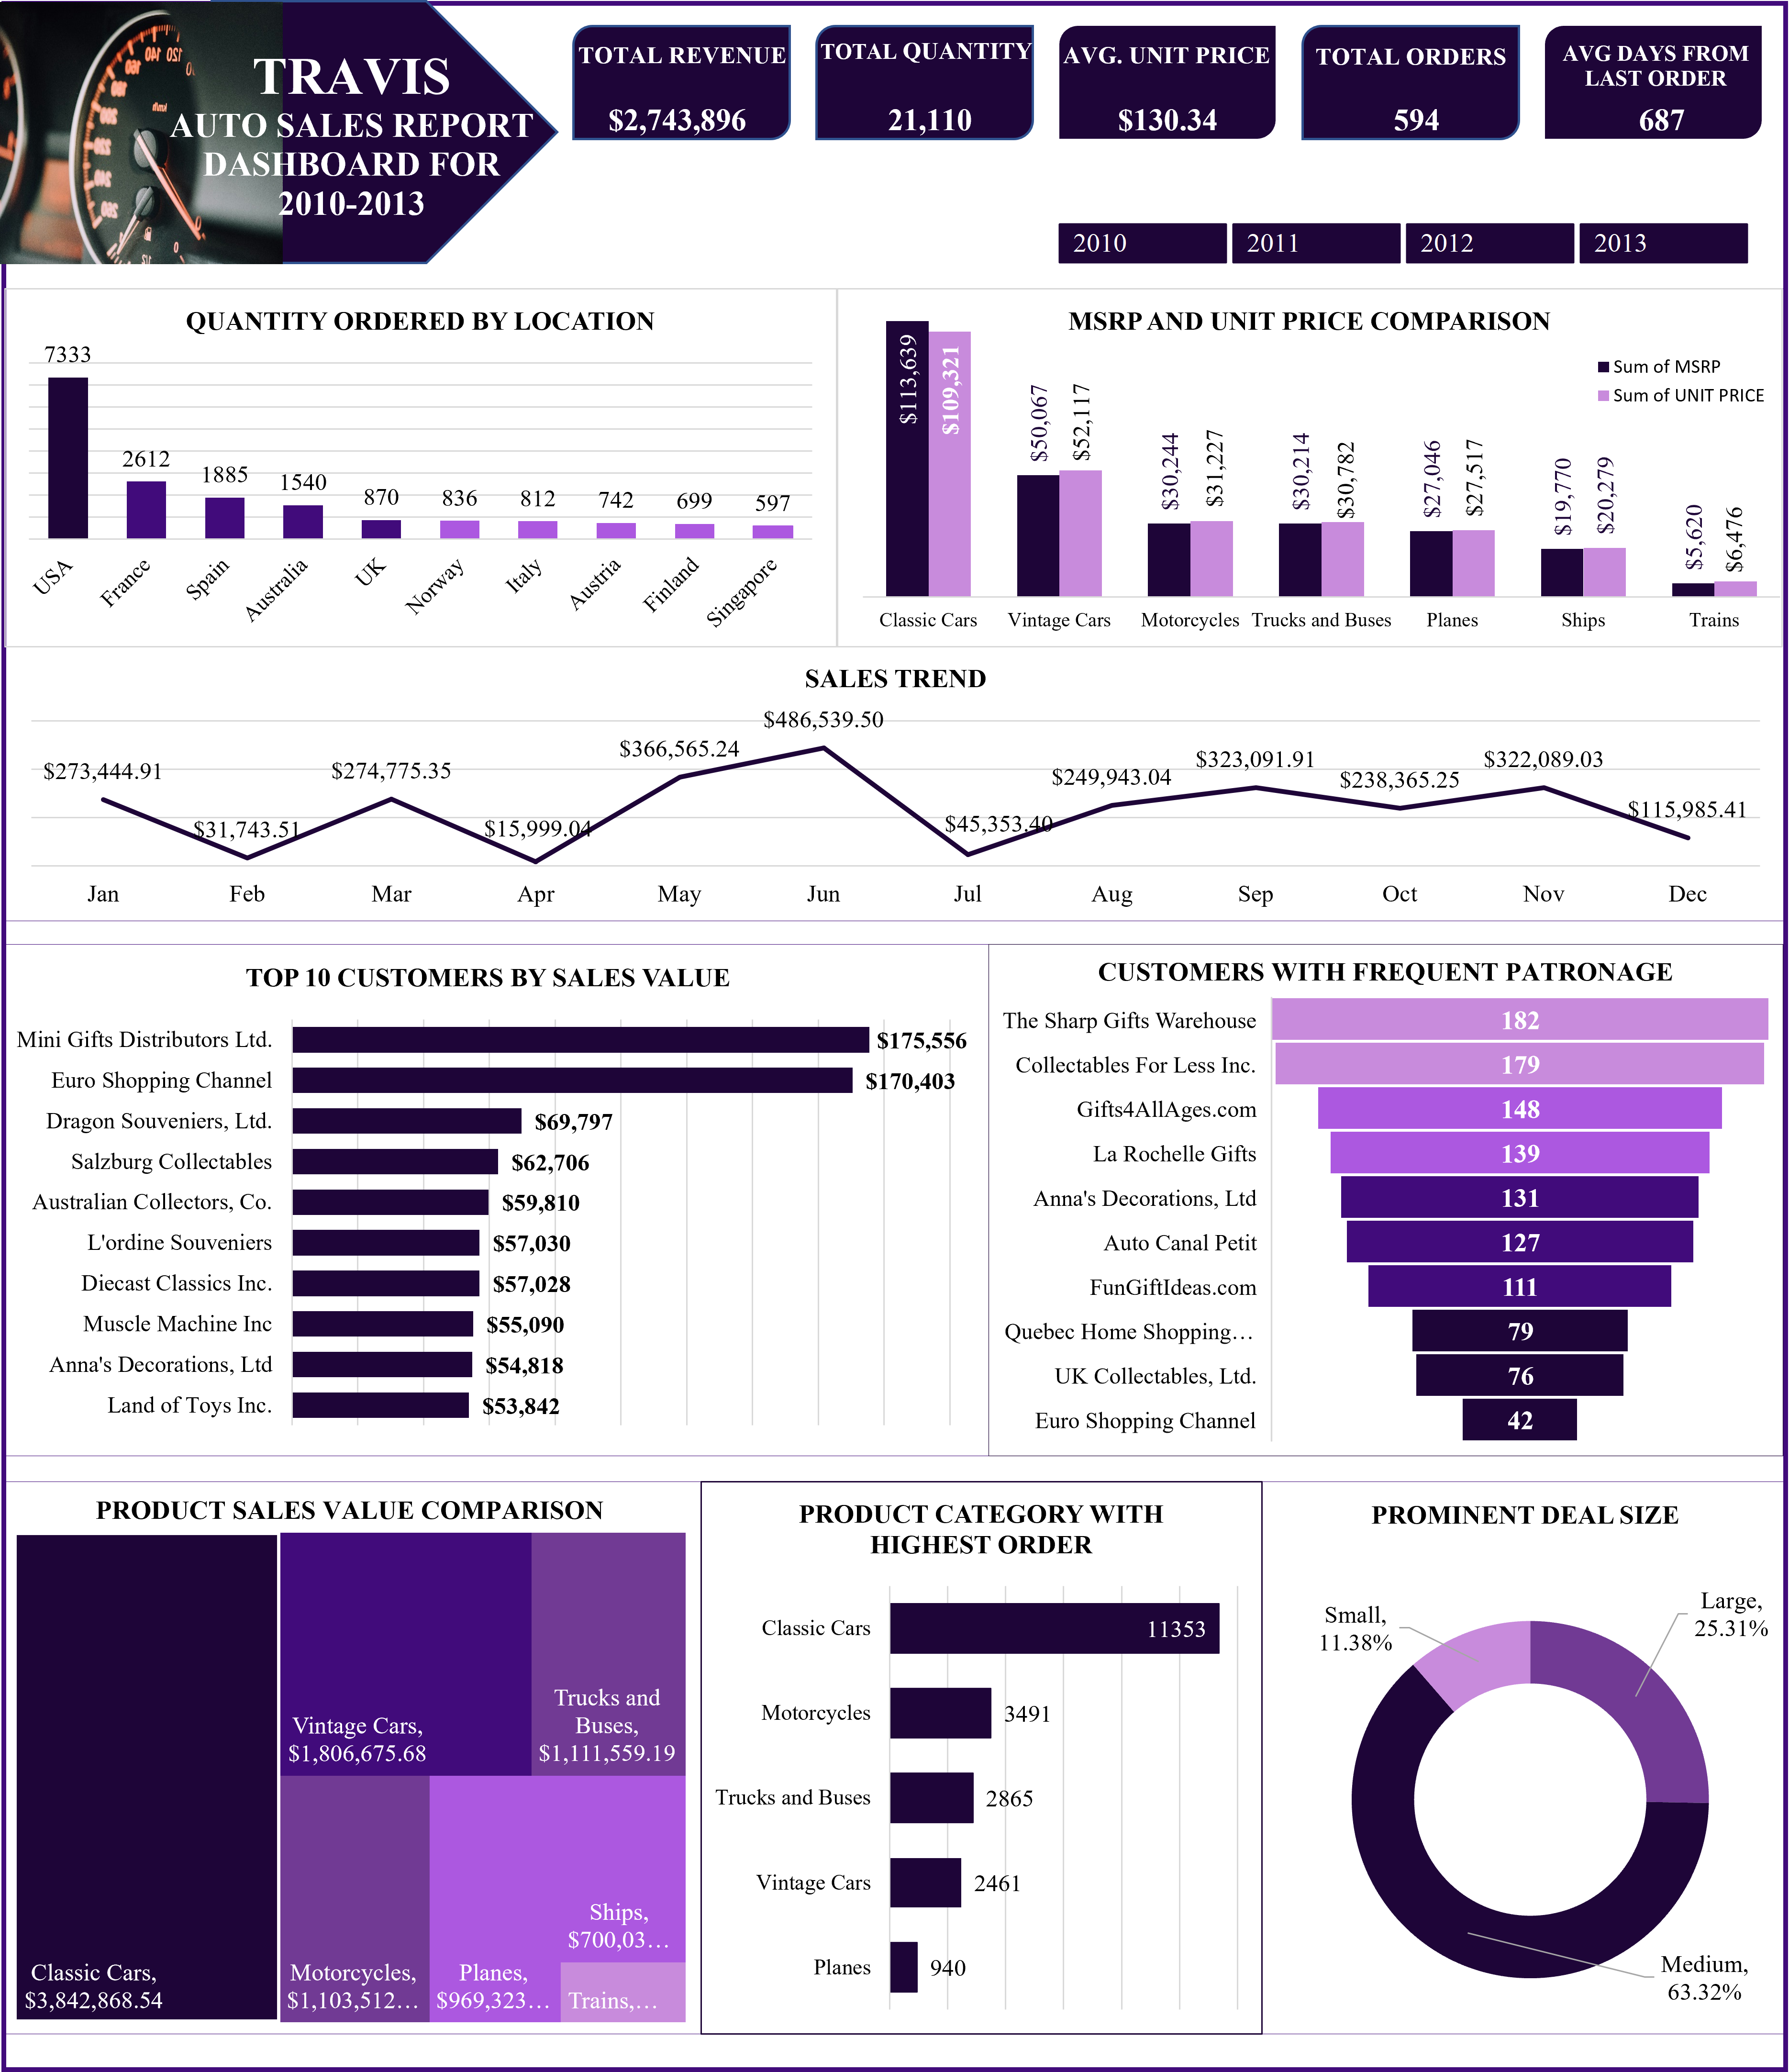 TRAVIS
AUTO SALES REPORT
DASHBOARD FOR
2010-2013
TOTAL REVENUE
$2,743,896
TOTAL QUANTITY
21,110
AVG. UNIT PRICE
$130.34
TOTAL ORDERS
594
AVG DAYS FROM
LAST ORDER
687
2010
2011
2012
2013
QUANTITY ORDERED BY LOCATION
7333
2612
1885
1540
870
836
812
742
699
597
USA
France
Spain
Australia
UK
Norway
Italy
Austria
Finland
Singapore
MSRP AND UNIT PRICE COMPARISON
Sum of MSRP
Sum of UNIT PRICE
$113,639
$109,321
$50,067
$52,117
$30,244
$31,227
$30,214
$30,782
$27,046
$27,517
$19,770
$20,279
$5,620
$6,476
Classic Cars
Vintage Cars
Motorcycles
Trucks and Buses
Planes
Ships
Trains
SALES TREND
$273,444.91
$31,743.51
$274,775.35
$15,999.04
$366,565.24
$486,539.50
$45,353.40
$249,943.04
$323,091.91
$238,365.25
$322,089.03
$115,985.41
Jan
Feb
Mar
Apr
May
Jun
Jul
Aug
Sep
Oct
Nov
Dec
TOP 10 CUSTOMERS BY SALES VALUE
Mini Gifts Distributors Ltd. $175,556
Euro Shopping Channel $170,403
Dragon Souveniers, Ltd. $69,797
Salzburg Collectables $62,706
Australian Collectors, Co. $59,810
L'ordine Souveniers $57,030
Diecast Classics Inc. $57,028
Muscle Machine Inc $55,090
Anna's Decorations, Ltd $54,818
Land of Toys Inc. $53,842
CUSTOMERS WITH FREQUENT PATRONAGE
The Sharp Gifts Warehouse 182
Collectables For Less Inc. 179
Gifts4AllAges.com 148
La Rochelle Gifts 139
Anna's Decorations, Ltd 131
Auto Canal Petit 127
FunGiftIdeas.com 111
Quebec Home Shopping… 79
UK Collectables, Ltd. 76
Euro Shopping Channel 42
PRODUCT SALES VALUE COMPARISON
Classic Cars,
$3,842,868.54
Vintage Cars,
$1,806,675.68
Trucks and
Buses,
$1,111,559.19
Motorcycles,
$1,103,512…
Planes,
$969,323…
Ships,
$700,03…
Trains,…
PRODUCT CATEGORY WITH
HIGHEST ORDER
Classic Cars 11353
Motorcycles 3491
Trucks and Buses 2865
Vintage Cars 2461
Planes 940
PROMINENT DEAL SIZE
Small,
11.38%
Large,
25.31%
Medium,
63.32%